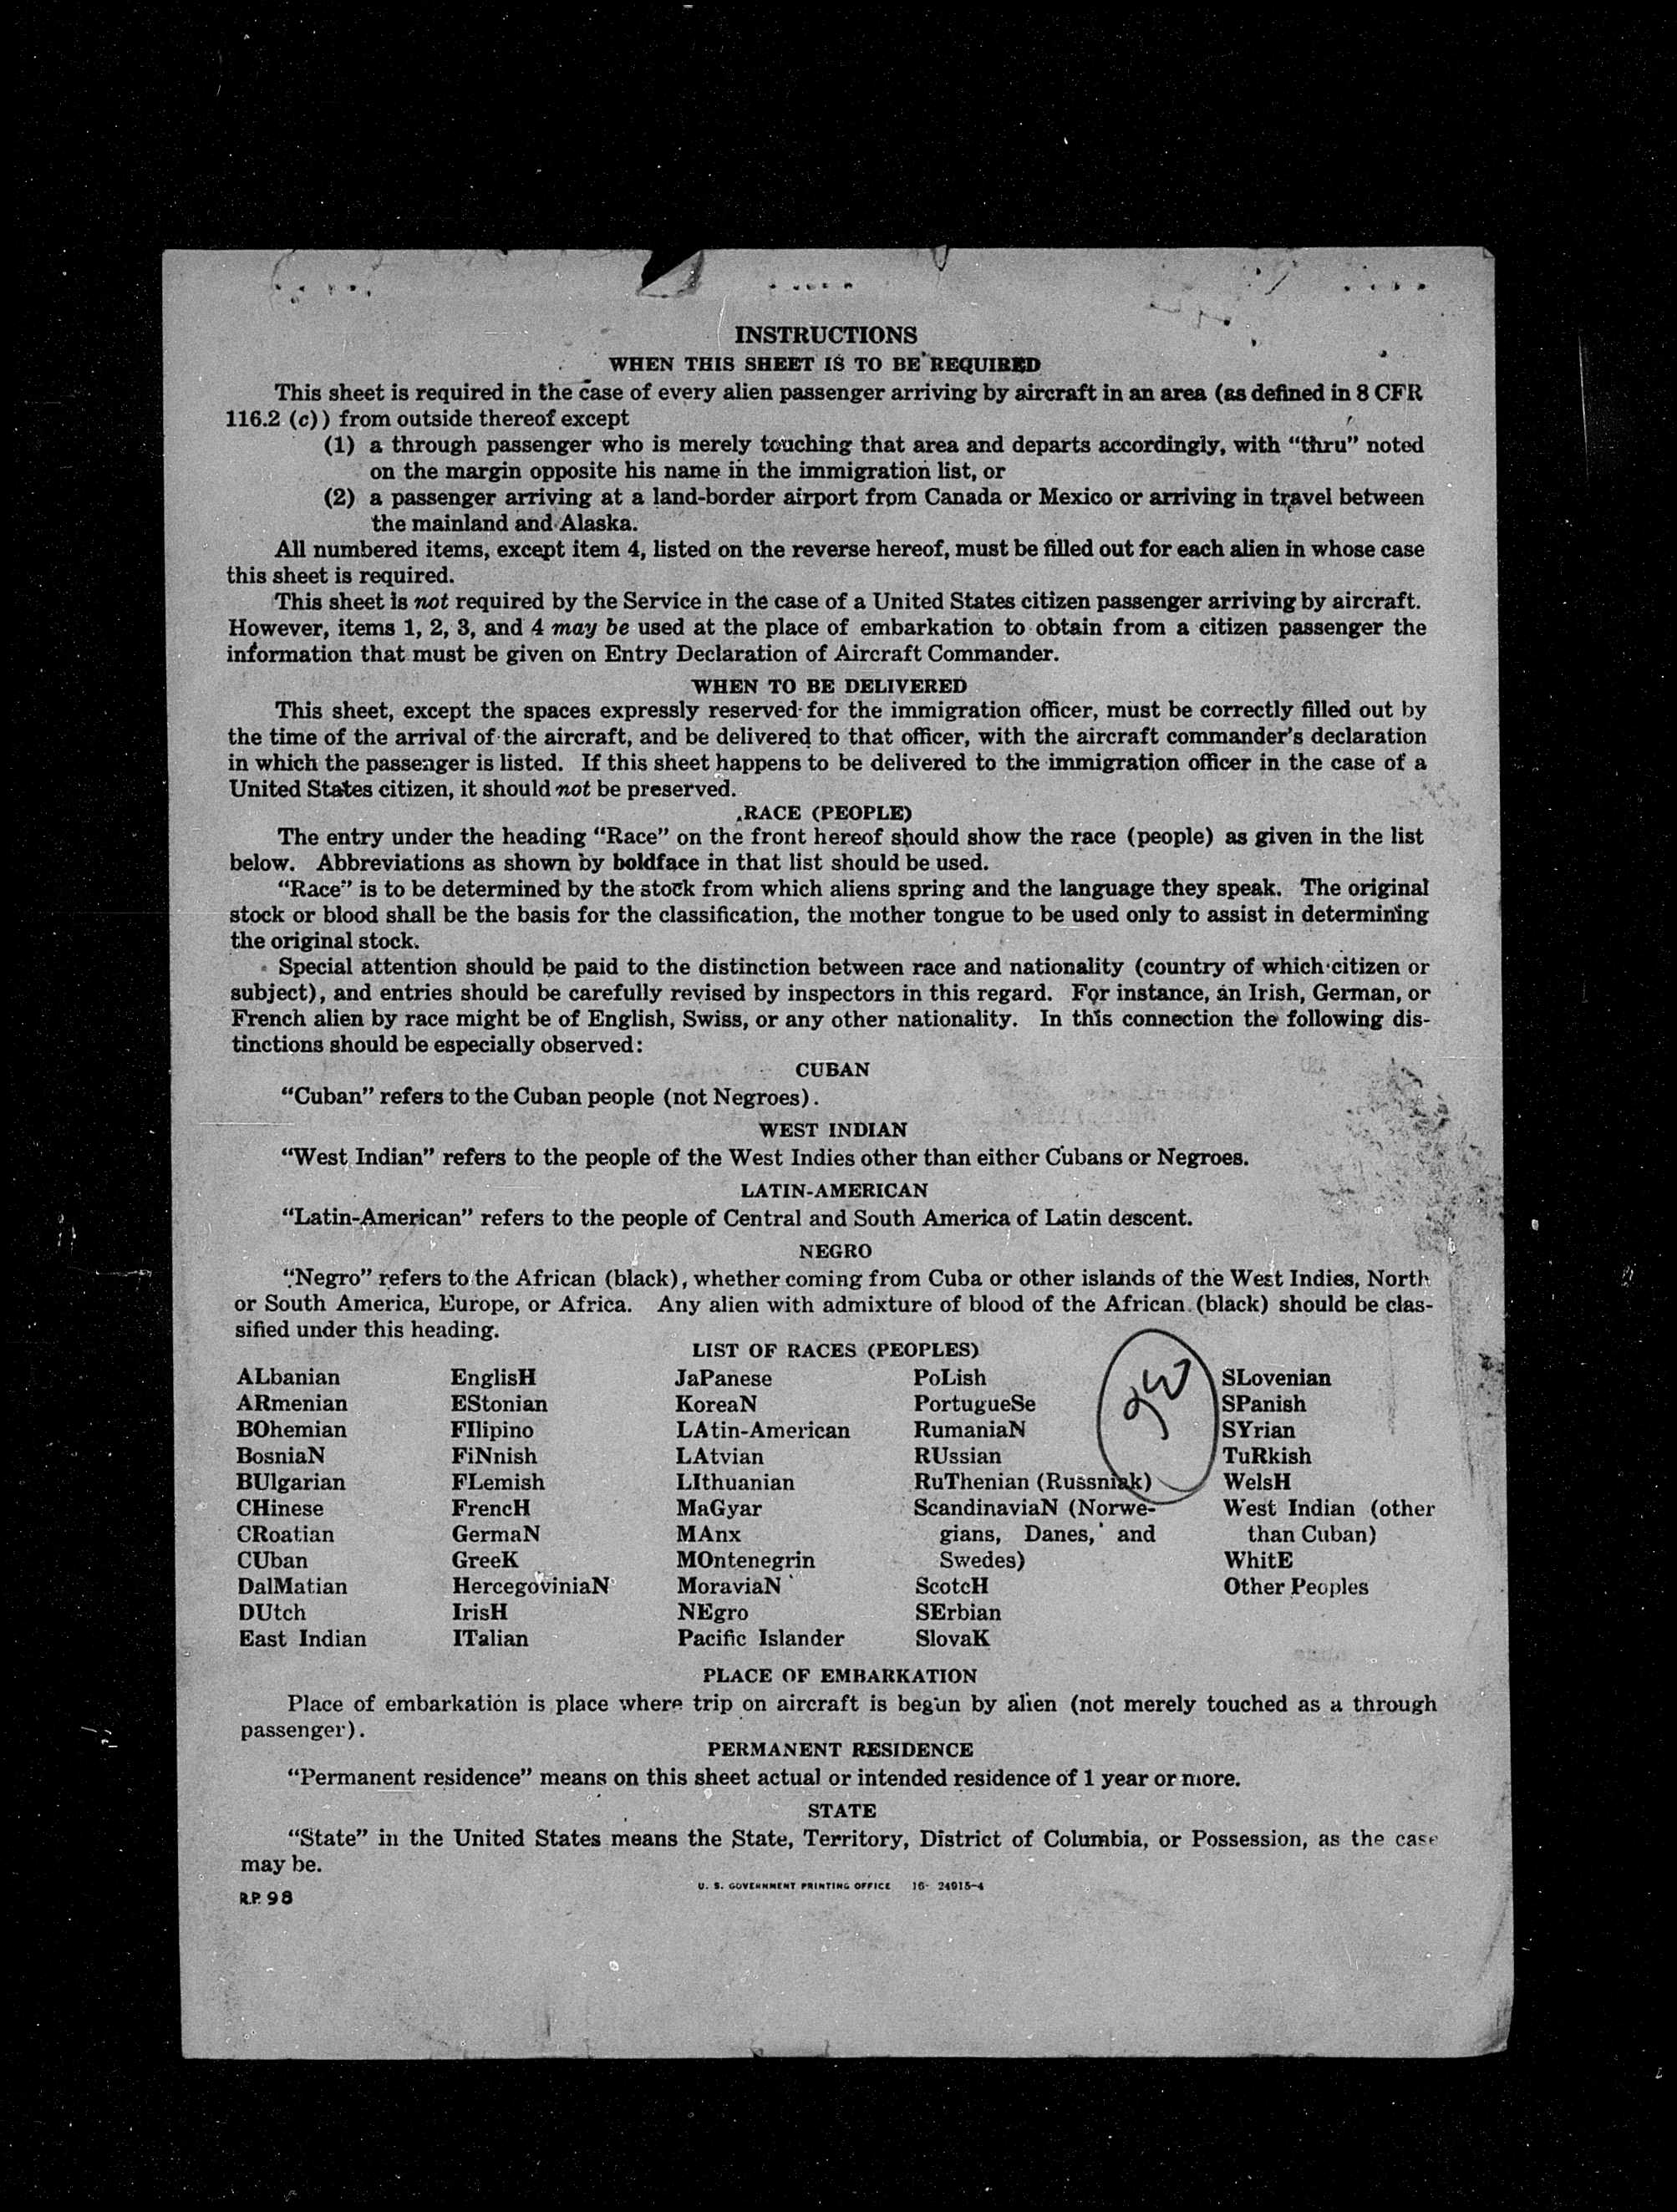 INSTRUCTIONS
WHEN THIS SHEET IS TO BE REQUIRED
This sheet is required in the case of every alien passenger arriving by aircraft in an area (as defined in 8 CFR
116.2 (c)) from outside thereof except
(1) a through passenger who is merely touching that area and departs accordingly, with “thru” noted
on the margin opposite his name in the immigration list, or
(2) a passenger arriving at a land-border airport from Canada or Mexico or arriving in travel between
the mainland and Alaska.
All numbered items, except item 4, listed on the reverse hereof, must be filled out for each alien in whose case
this sheet is required.
This sheet is not required by the Service in the case of a United States citizen passenger arriving by aircraft.
However, items 1, 2, 3, and 4 may be used at the place of embarkation to obtain from a citizen passenger the
information that must be given on Entry Declaration of Aircraft Commander.
WHEN TO BE DELIVERED
This sheet, except the spaces expressly reserved for the immigration officer, must be correctly filled out by
the time of the arrival of the aircraft, and be delivered to that officer, with the aircraft commander's declaration
in which the passenger is listed. If this sheet happens to be delivered to the immigration officer in the case of a
United States citizen, it should not be preserved.
RACE (PEOPLE)
The entry under the heading “Race” on the front hereof should show the race (people) as given in the list
below. Abbreviations as shown by boldface in that list should be used.
“Race” is to be determined by the stock from which aliens spring and the language they speak. The original
stock or blood shall be the basis for the classification, the mother tongue to be used only to assist in determining
the original stock.
Special attention should be paid to the distinction between race and nationality (country of which citizen or
subject), and entries should be carefully revised by inspectors in this regard. For instance, an Irish, German, or
French alien by race might be of English, Swiss, or any other nationality. In this connection the following dis-
tinctions should be especially observed:
CUBAN
“Cuban” refers to the Cuban people (not Negroes).
WEST INDIAN
“West Indian” refers to the people of the West Indies other than either Cubans or Negroes.
LATIN-AMERICAN
“Latin-American” refers to the people of Central and South America of Latin descent.
NEGRO
“Negro” refers to the African (black), whether coming from Cuba or other islands of the West Indies, North
or South America, Europe, or Africa. Any alien with admixture of blood of the African (black) should be clas-
sified under this heading.
LIST OF RACES (PEOPLES)
ALbanian EnglisH JaPanese PoLish SLovenian
ARmenian EStonian KoreaN PortugueSe SPanish
BOhemian FIlipino LAtin-American RumaniaN SYrian
BosniaN FiNnish LAtvian RUssian TuRkish
BUlgarian FLemish LIthuanian RuThenian (Russniak) WelsH
CHinese FrencH MaGyar ScandinaviaN (Norwe- West Indian (other
CRoatian GermaN MAnx gians, Danes, and than Cuban)
CUban GreeK MOntenegrin Swedes) WhitE
DalMatian HercegoviniaN MoraviaN ScotcH Other Peoples
DUtch IrisH NEgro SErbian
East Indian ITalian Pacific Islander SlovaK
PLACE OF EMBARKATION
Place of embarkation is place where trip on aircraft is begun by alien (not merely touched as a through
passenger).
PERMANENT RESIDENCE
“Permanent residence” means on this sheet actual or intended residence of 1 year or more.
STATE
“State” in the United States means the State, Territory, District of Columbia, or Possession, as the case
may be.
U. S. GOVERNMENT PRINTING OFFICE 16-24915-4
R.P. 98